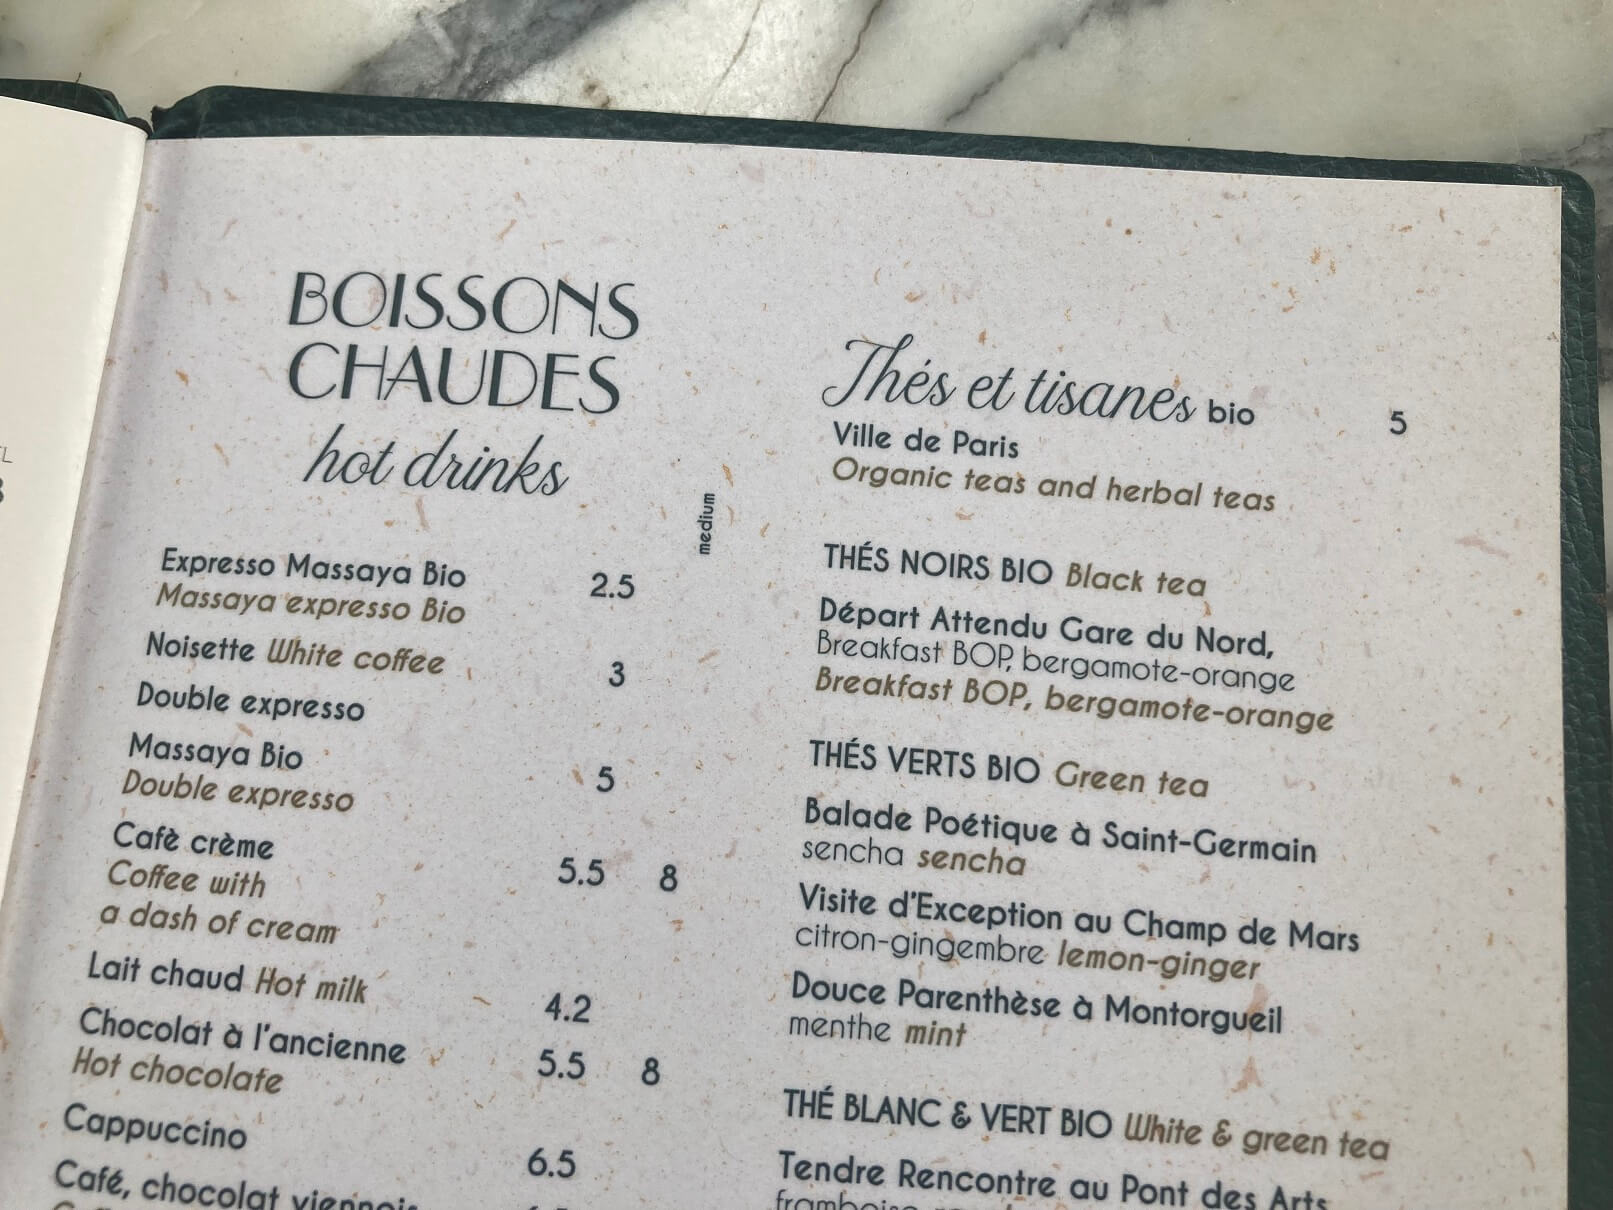 BOISSONS
CHAUDES
hot drinks
medium
Expresso Massaya Bio 2.5
Massaya expresso Bio
Noisette White coffee 3
Double expresso
Massaya Bio 5
Double expresso
Cafè crème 5.5 8
Coffee with
a dash of cream
Lait chaud Hot milk 4.2
Chocolat à l'ancienne 5.5 8
Hot chocolate
Cappuccino 6.5
Café, chocolat viennois
Thés et tisanes bio 5
Ville de Paris
Organic teas and herbal teas
THÉS NOIRS BIO Black tea
Départ Attendu Gare du Nord,
Breakfast BOP, bergamote-orange
Breakfast BOP, bergamote-orange
THÉS VERTS BIO Green tea
Balade Poétique à Saint-Germain
sencha sencha
Visite d'Exception au Champ de Mars
citron-gingembre lemon-ginger
Douce Parenthèse à Montorgueil
menthe mint
THÉ BLANC & VERT BIO White & green tea
Tendre Rencontre au Pont des Arts
framboise